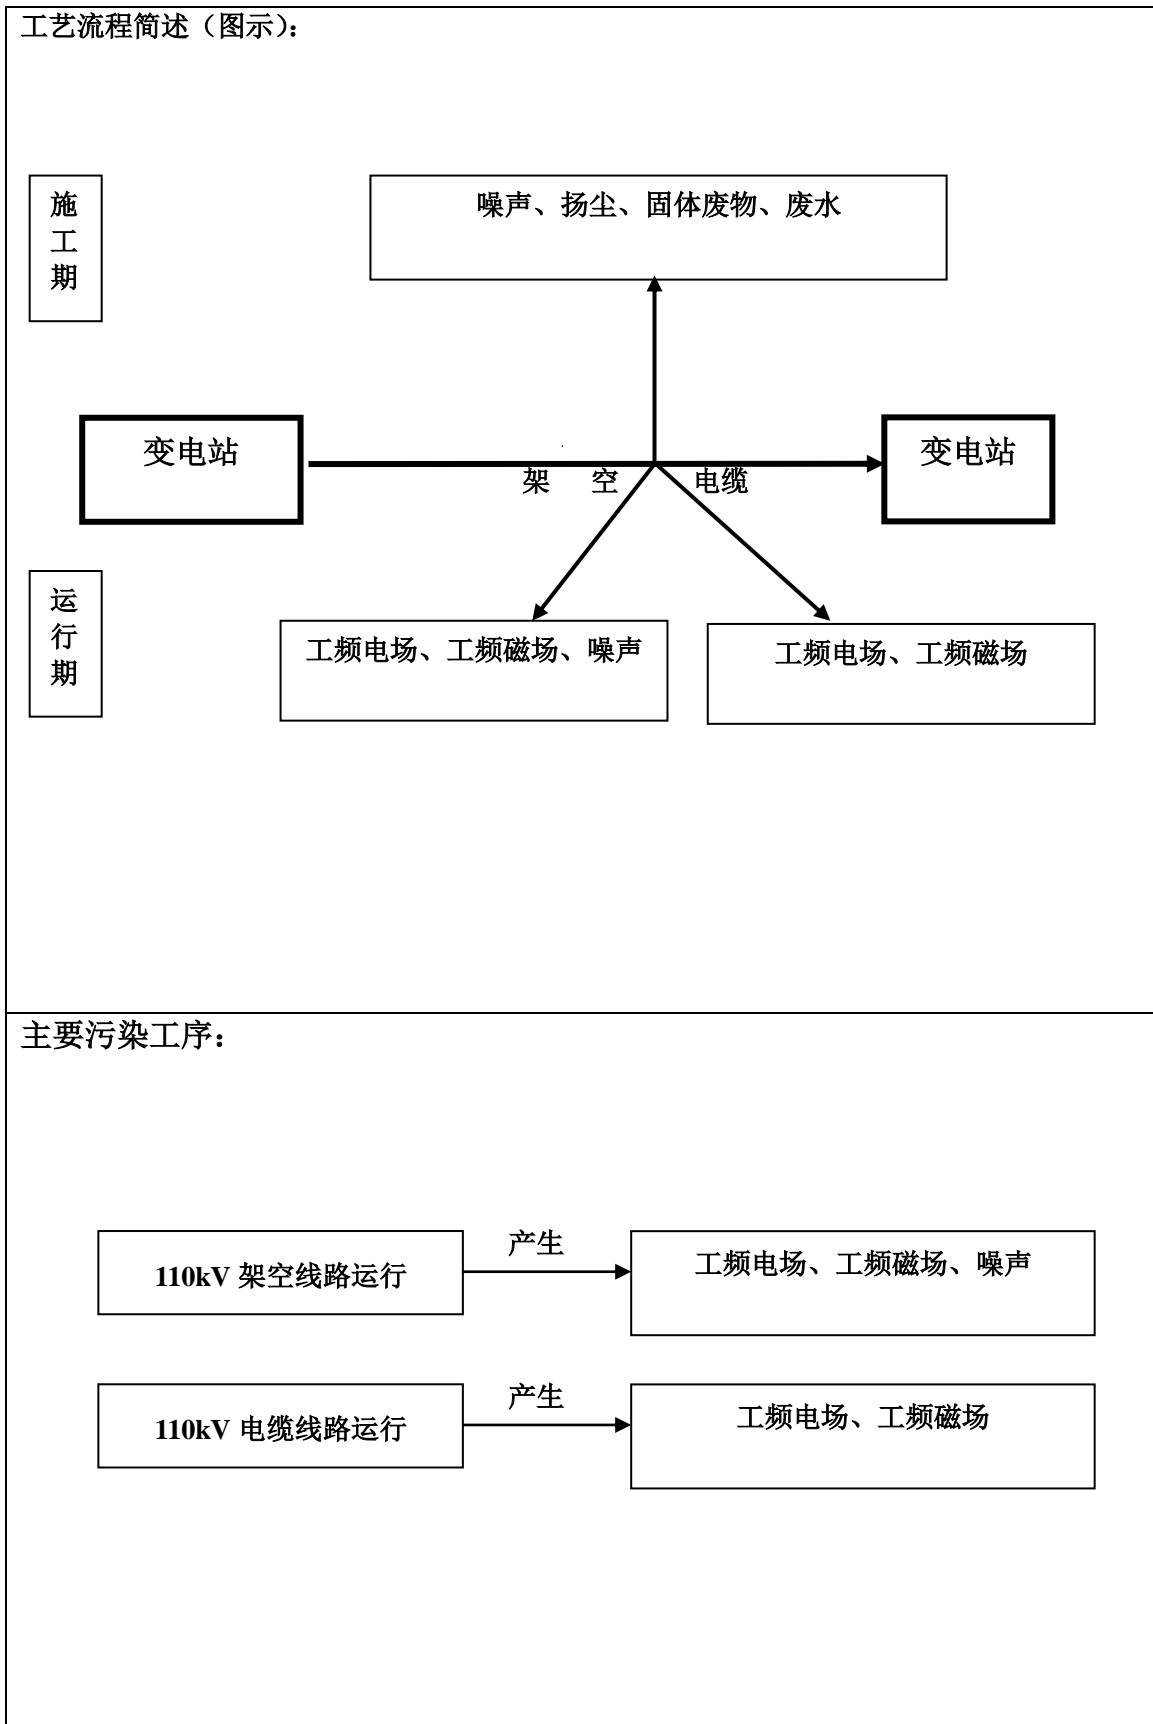 工艺流程简述（图示）：
施
工
期
噪声、扬尘、固体废物、废水
变电站
架 空
电缆
变电站
运
行
期
工频电场、工频磁场、噪声
工频电场、工频磁场
主要污染工序：
110kV 架空线路运行
产生
工频电场、工频磁场、噪声
110kV 电缆线路运行
产生
工频电场、工频磁场